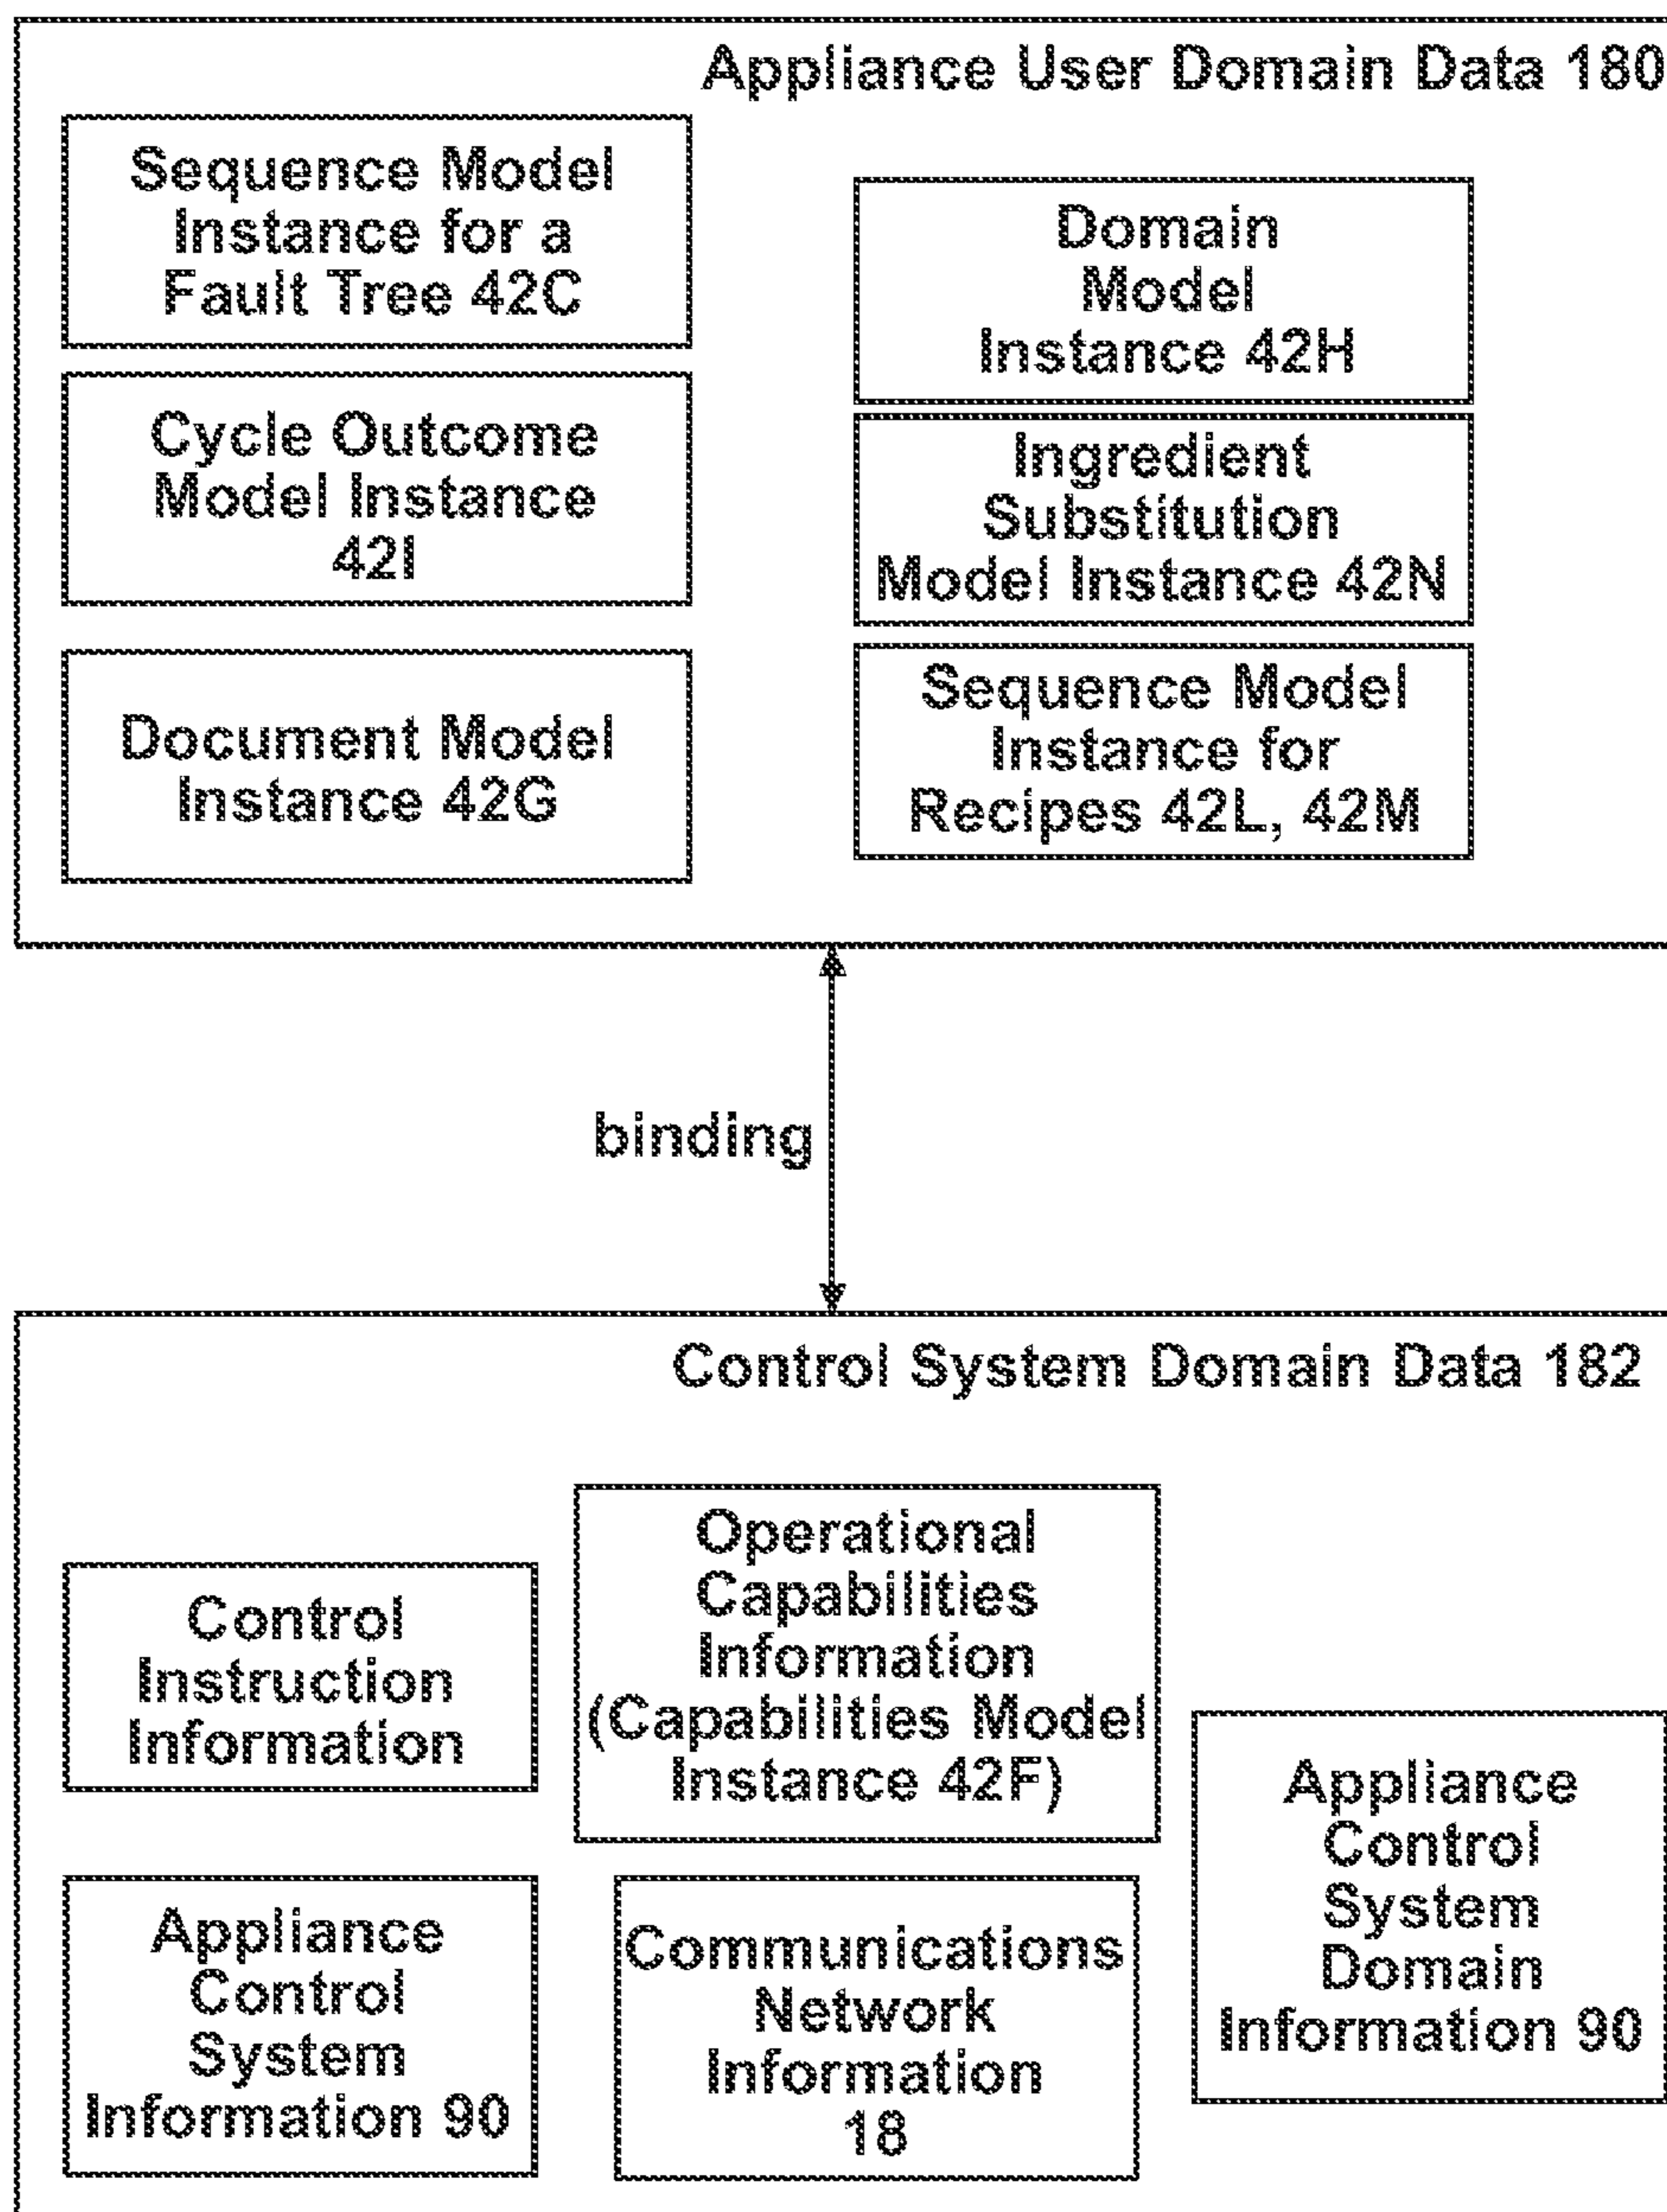 Appliance User Domain Data 180
Sequence Model
Instance for a
Fault Tree 42C
Cycle Outcome
Model Instance
42I
Document Model
Instance 42G
Domain
Model
Instance 42H
Ingredient
Substitution
Model Instance 42N
Sequence Model
Instance for
Recipes 42L, 42M
binding
Control System Domain Data 182
Control
Instruction
Information
Operational
Capabilities
Information
(Capabilities Model
Instance 42F)
Appliance
Control
System
Information 90
Communications
Network
Information
18
Appliance
Control
System
Domain
Information 90